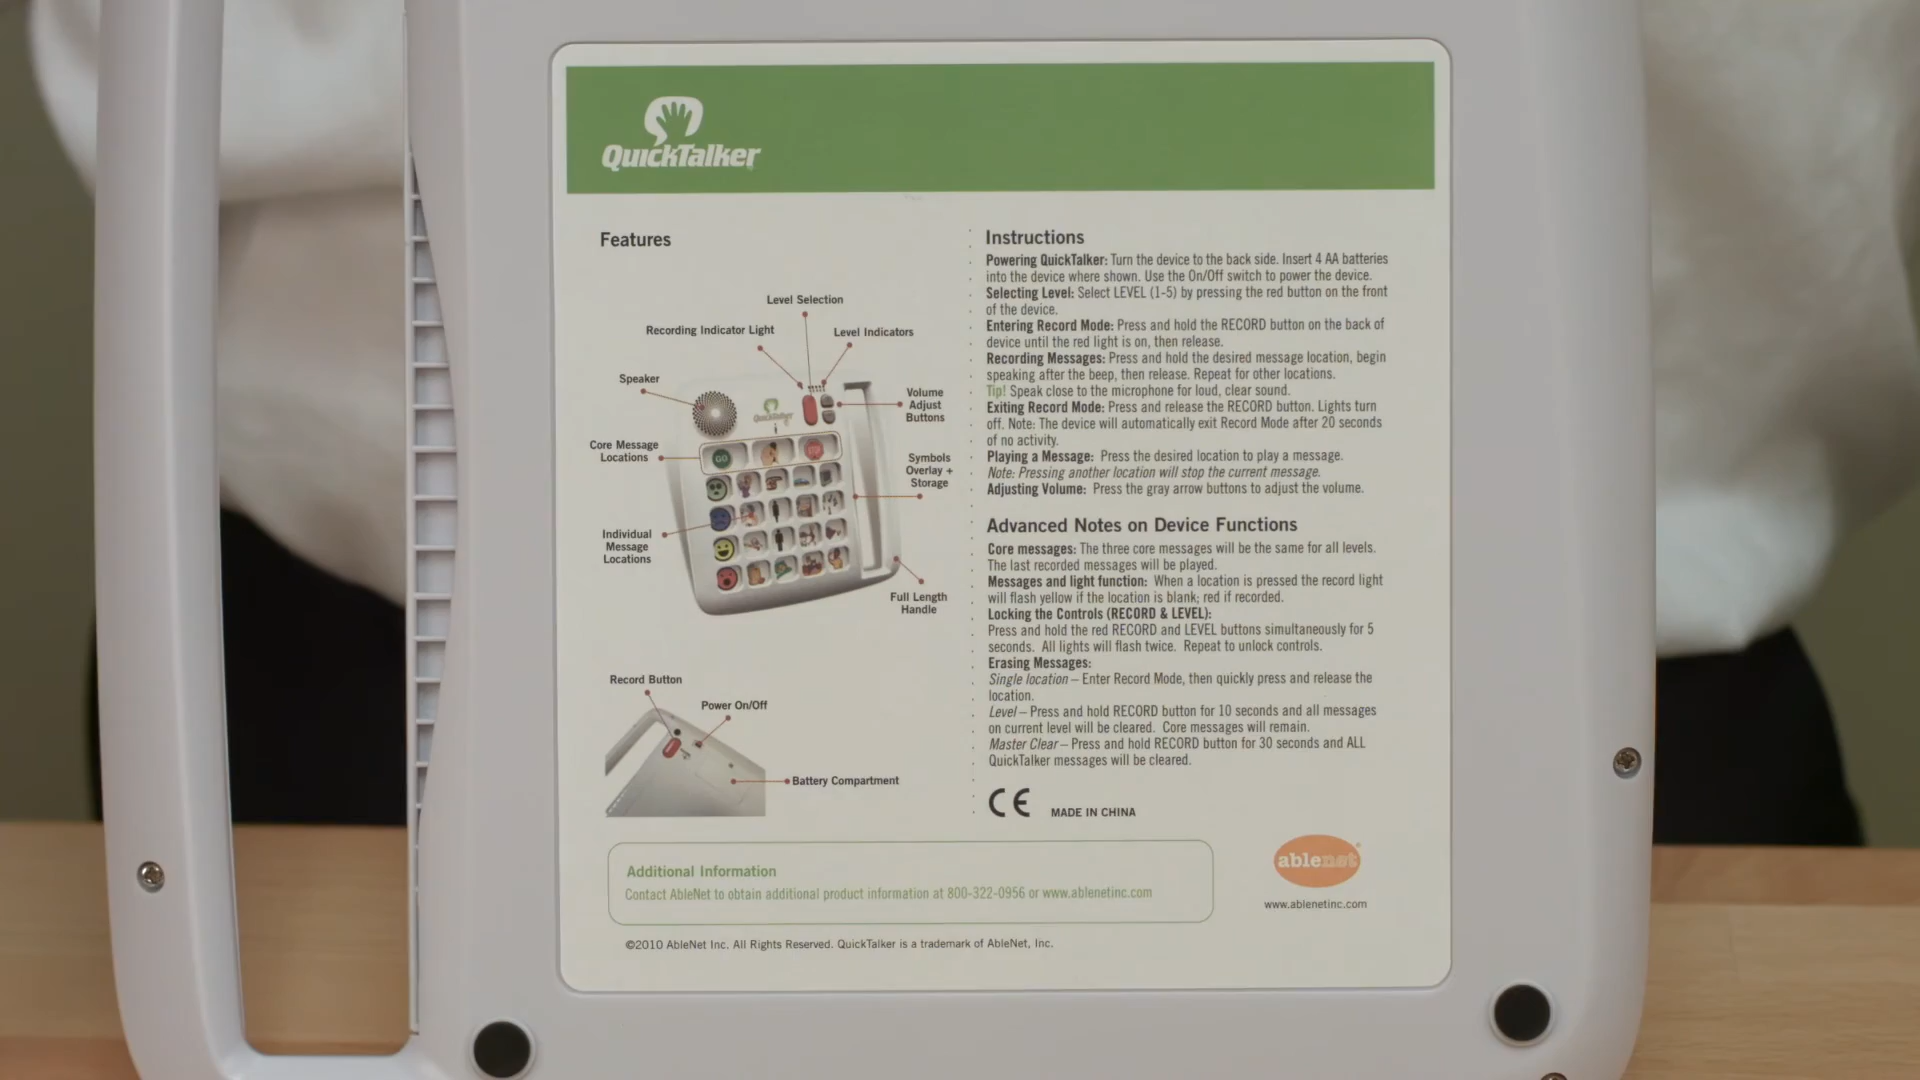 QuickTalker
Features
Level Selection
Recording Indicator Light
Level Indicators
Speaker
Volume
Adjust
Buttons
QuickTalker
Core Message
Locations
GO
Symbols
Overlay +
Storage
Individual
Message
Locations
Full Length
Handle
Record Button
Power On/Off
Battery Compartment
Instructions
Powering QuickTalker: Turn the device to the back side. Insert 4 AA batteries
into the device where shown. Use the On/Off switch to power the device.
Selecting Level: Select LEVEL (1-5) by pressing the red button on the front
of the device.
Entering Record Mode: Press and hold the RECORD button on the back of
device until the red light is on, then release.
Recording Messages: Press and hold the desired message location, begin
speaking after the beep, then release. Repeat for other locations.
Tip! Speak close to the microphone for loud, clear sound.
Exiting Record Mode: Press and release the RECORD button. Lights turn
off. Note: The device will automatically exit Record Mode after 20 seconds
of no activity.
Playing a Message: Press the desired location to play a message.
Note: Pressing another location will stop the current message.
Adjusting Volume: Press the gray arrow buttons to adjust the volume.
Advanced Notes on Device Functions
Core messages: The three core messages will be the same for all levels.
The last recorded messages will be played.
Messages and light function: When a location is pressed the record light
will flash yellow if the location is blank; red if recorded.
Locking the Controls (RECORD & LEVEL):
Press and hold the red RECORD and LEVEL buttons simultaneously for 5
seconds. All lights will flash twice. Repeat to unlock controls.
Erasing Messages:
Single location – Enter Record Mode, then quickly press and release the
location.
Level – Press and hold RECORD button for 10 seconds and all messages
on current level will be cleared. Core messages will remain.
Master Clear – Press and hold RECORD button for 30 seconds and ALL
QuickTalker messages will be cleared.
CE MADE IN CHINA
Additional Information
Contact AbleNet to obtain additional product information at 800-322-0956 or www.ablenetinc.com
ablenet
www.ablenetinc.com
©2010 AbleNet Inc. All Rights Reserved. QuickTalker is a trademark of AbleNet, Inc.